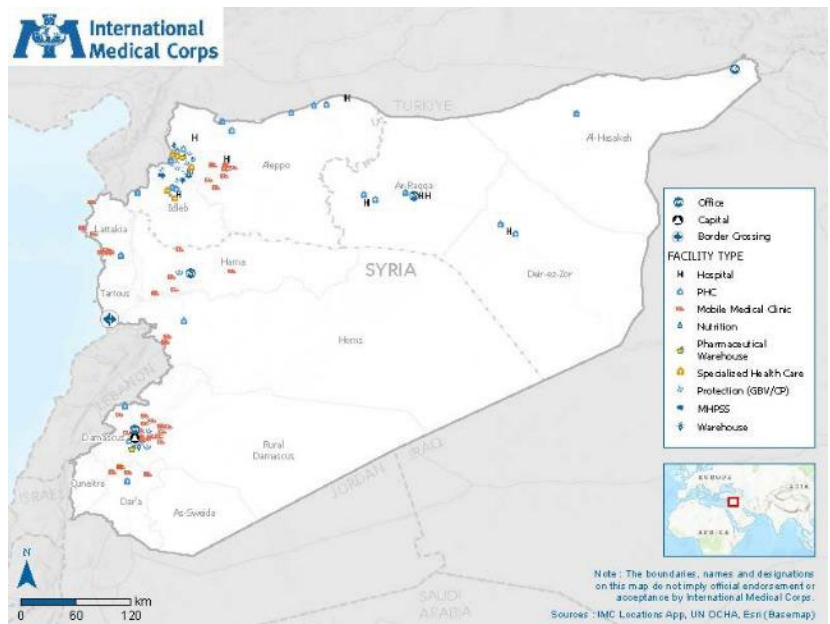 International
Medical Corps
TURKIYE
Al-Hasakeh
Aleppo
Ar-Raqqa
Idleb
Lattakia
Hama
SYRIA
Deir-ez-Zor
Tartous
Homs
LEBANON
Damascus
Rural
Damascus
IRAQ
JORDAN
ISRAEL
Quneitra
Dar'a
As-Sweida
SAUDI
ARABIA
Office
Capital
Border Crossing
FACILITY TYPE
H Hospital
PHC
Mobile Medical Clinic
Nutrition
Pharmaceutical
Warehouse
Specialized Health Care
Protection (GBV/CP)
MHPSS
Warehouse
EUROPA
ASIA
AFRICA
N
km
0 60 120
Note : The boundaries, names and designations
on this map do not imply official endorsement or
acceptance by International Medical Corps.
Sources : IMC Locations App, UN OCHA, Esri (Basemap)